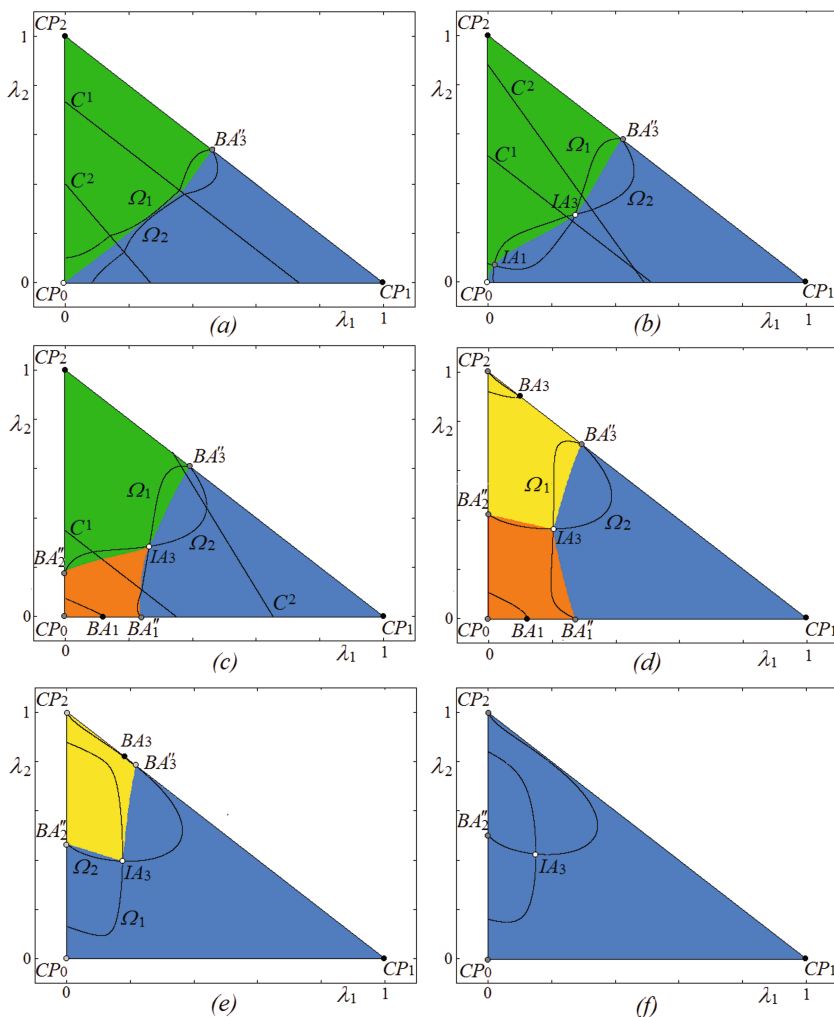 CP2
1
λ2
C1
BA''3
C2
Ω1
Ω2
0
CP0
CP1
0
λ1
1
(a)
CP2
1
λ2
C2
BA''3
Ω1
C1
IA3
Ω2
IA1
0
CP0
CP1
0
λ1
1
(b)
CP2
1
λ2
BA''3
Ω1
C1
Ω2
IA3
BA''2
C2
0
CP0
BA1
BA''1
CP1
0
λ1
1
(c)
CP2
1
BA3
λ2
BA''3
Ω1
BA''2
Ω2
IA3
0
CP0
BA1
BA''1
CP1
0
λ1
1
(d)
CP2
1
BA3
BA''3
λ2
BA''2
Ω2
IA3
Ω1
0
CP0
CP1
0
λ1
1
(e)
CP2
1
λ2
BA''2
IA3
0
CP0
CP1
0
λ1
1
(f)